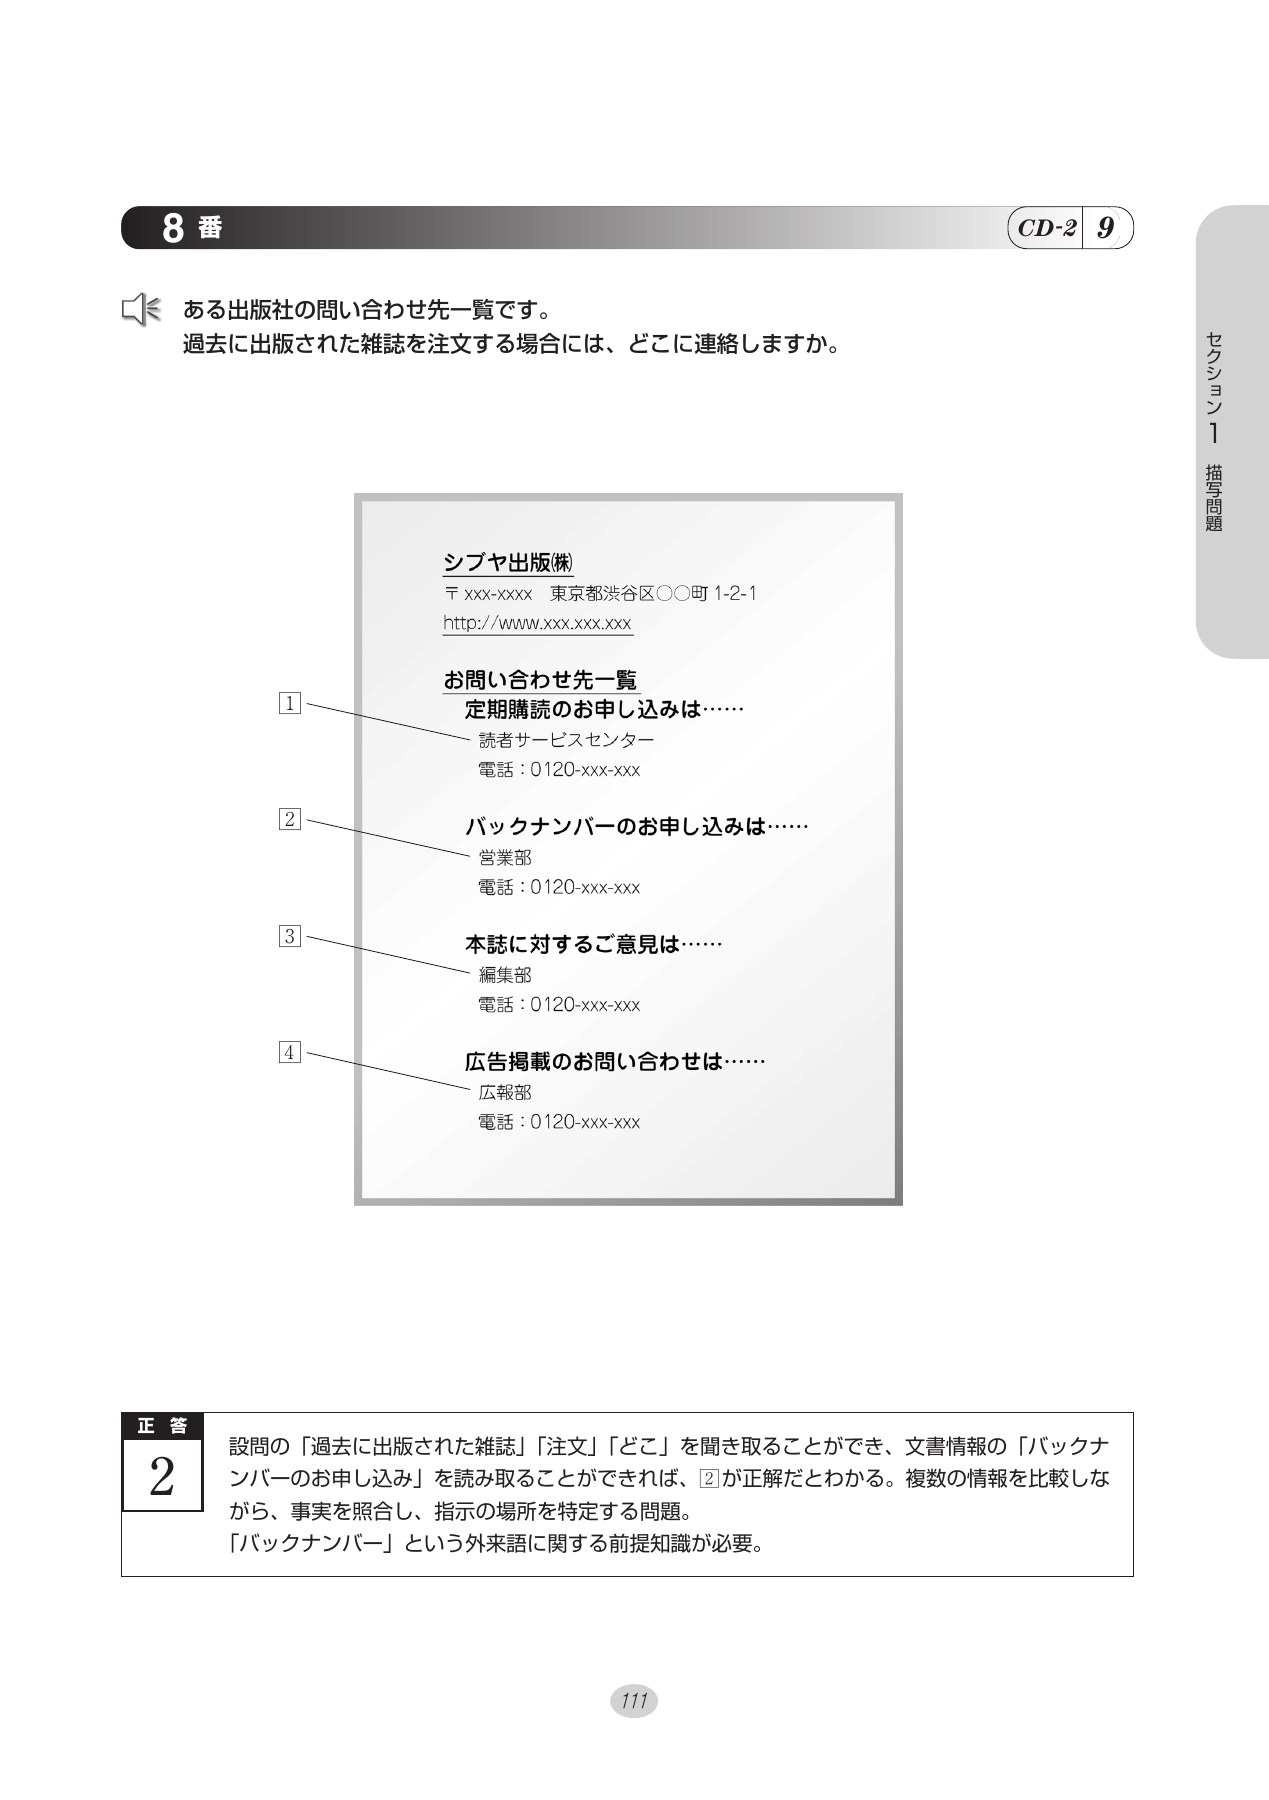 8 番
CD-2 9
ある出版社の問い合わせ先一覧です。
過去に出版された雑誌を注文する場合には、どこに連絡しますか。
セクション1 描写問題
シブヤ出版㈱
〒 xxx-xxxx 東京都渋谷区○○町 1-2-1
http://www.xxx.xxx.xxx
お問い合わせ先一覧
1
定期購読のお申し込みは……
読者サービスセンター
電話：0120-xxx-xxx
2
バックナンバーのお申し込みは……
営業部
電話：0120-xxx-xxx
3
本誌に対するご意見は……
編集部
電話：0120-xxx-xxx
4
広告掲載のお問い合わせは……
広報部
電話：0120-xxx-xxx
正 答
2
設問の「過去に出版された雑誌」「注文」「どこ」を聞き取ることができ、文書情報の「バックナ
ンバーのお申し込み」を読み取ることができれば、2が正解だとわかる。複数の情報を比較しな
がら、事実を照合し、指示の場所を特定する問題。
「バックナンバー」という外来語に関する前提知識が必要。
111